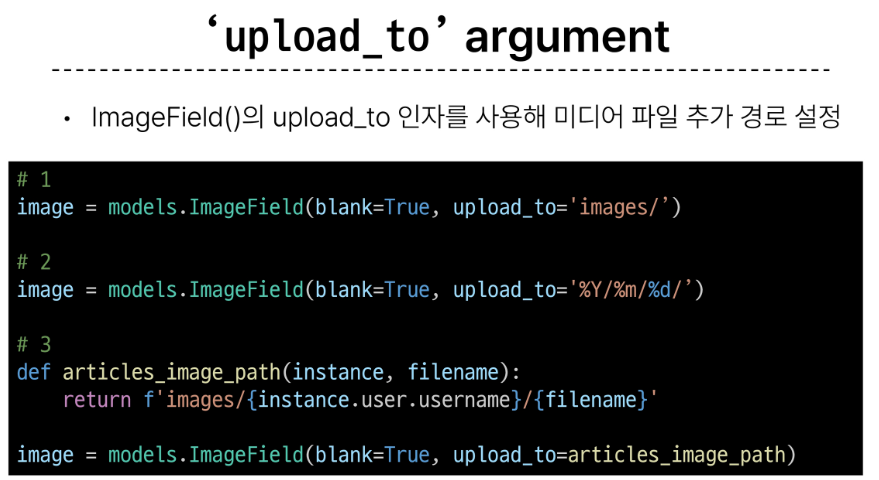 ‘upload_to’ argument
• ImageField()의 upload_to 인자를 사용해 미디어 파일 추가 경로 설정
# 1
image = models.ImageField(blank=True, upload_to='images/’)
# 2
image = models.ImageField(blank=True, upload_to='%Y/%m/%d/’)
# 3
def articles_image_path(instance, filename):
    return f'images/{instance.user.username}/{filename}'
image = models.ImageField(blank=True, upload_to=articles_image_path)